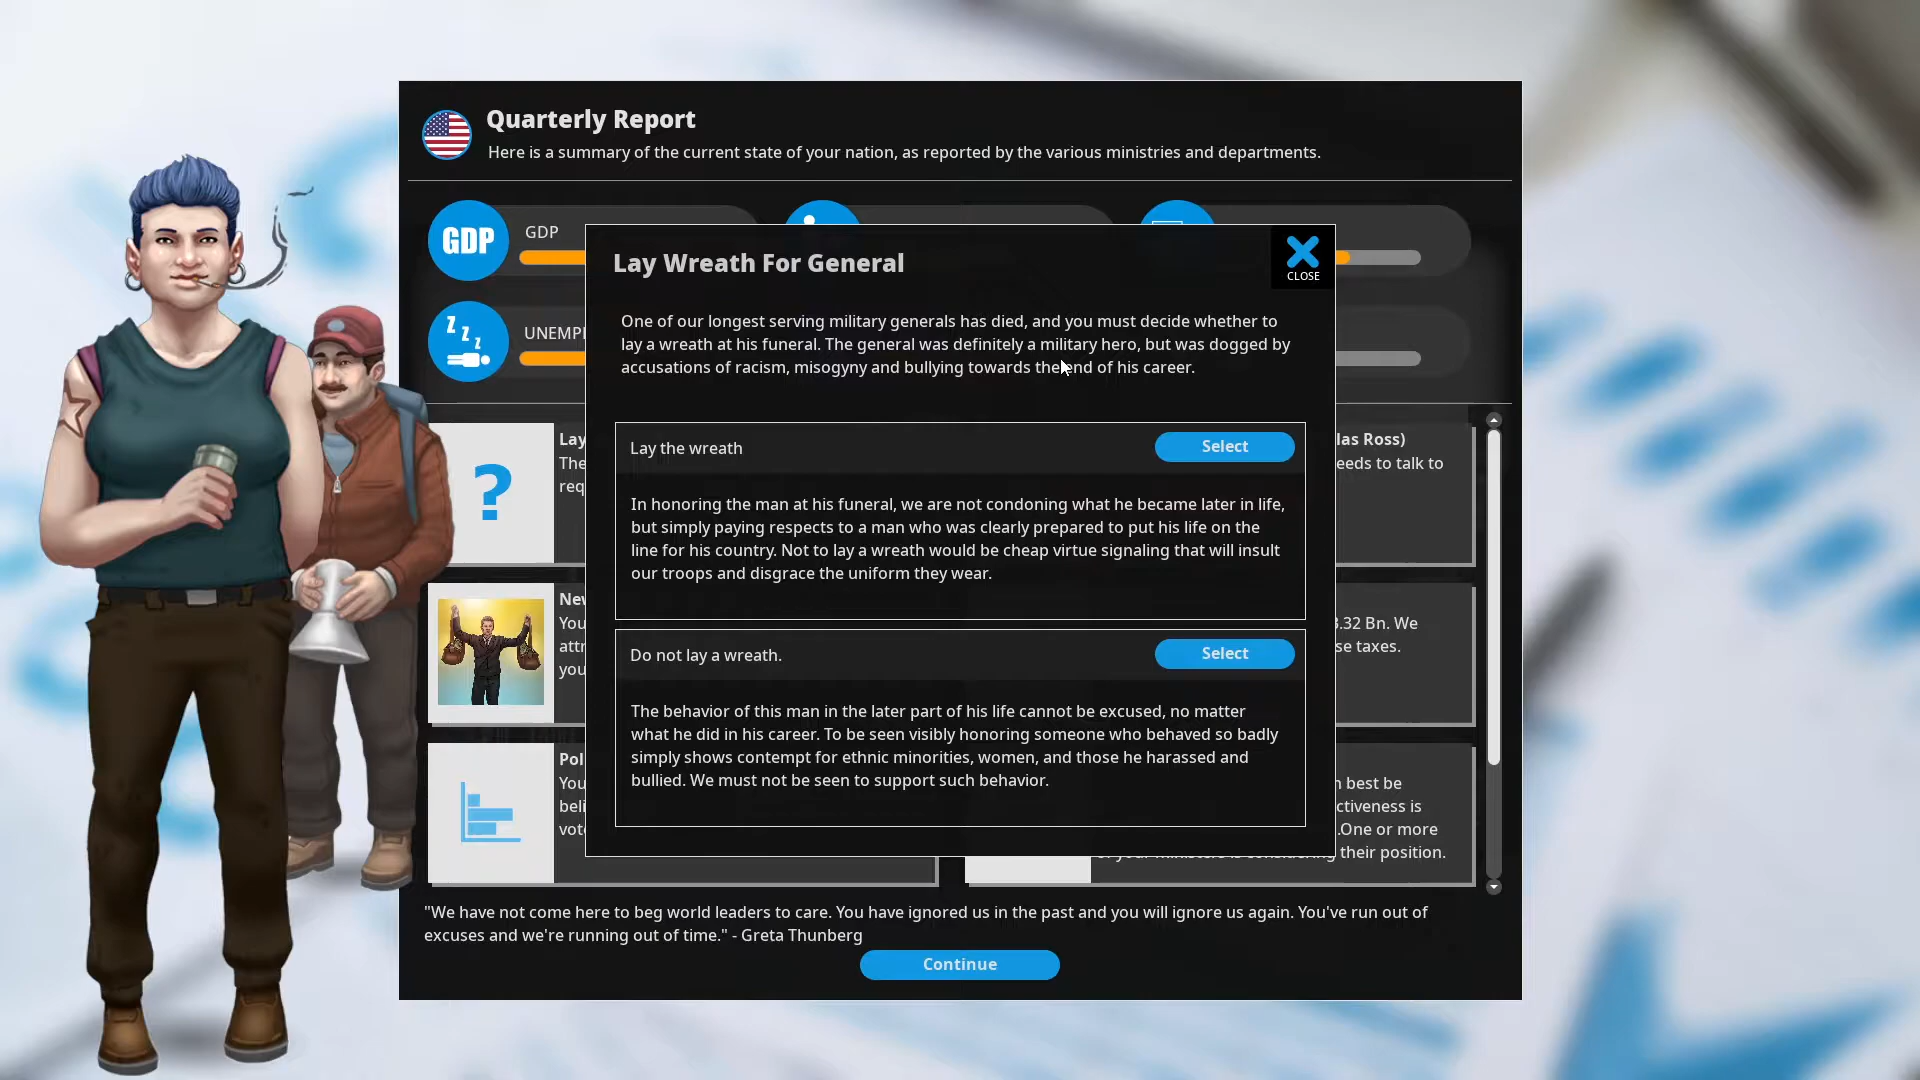 Quarterly Report
Here is a summary of the current state of your nation, as reported by the various ministries and departments.
GDP
GDP
Lay Wreath For General
CLOSE
One of our longest serving military generals has died, and you must decide whether to
lay a wreath at his funeral. The general was definitely a military hero, but was dogged by
accusations of racism, misogyny and bullying towards the end of his career.
Z
Z
Z
UNEMPL
Lay the wreath
Select
In honoring the man at his funeral, we are not condoning what he became later in life,
but simply paying respects to a man who was clearly prepared to put his life on the
line for his country. Not to lay a wreath would be cheap virtue signaling that will insult
our troops and disgrace the uniform they wear.
Do not lay a wreath.
Select
The behavior of this man in the later part of his life cannot be excused, no matter
what he did in his career. To be seen visibly honoring someone who behaved so badly
simply shows contempt for ethnic minorities, women, and those he harassed and
bullied. We must not be seen to support such behavior.
?
Lay
The
req
las Ross)
eeds to talk to
New
You
attr
you
3.32 Bn. We
se taxes.
Pol
You
beli
vote
n best be
ctiveness is
.One or more
their position.
"We have not come here to beg world leaders to care. You have ignored us in the past and you will ignore us again. You've run out of
excuses and we're running out of time." - Greta Thunberg
Continue